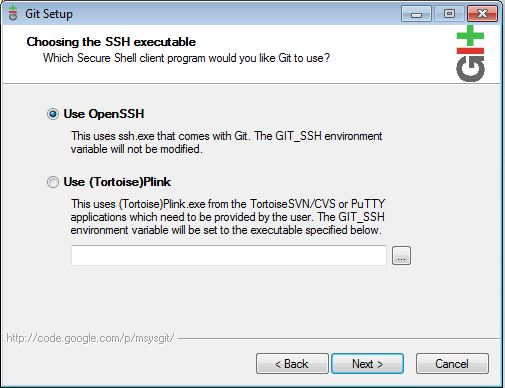 Git Setup
Choosing the SSH executable
Which Secure Shell client program would you like Git to use?
Use OpenSSH
This uses ssh.exe that comes with Git. The GIT_SSH environment
variable will not be modified.
Use (Tortoise)Plink
This uses (Tortoise)Plink.exe from the TortoiseSVN/CVS or PuTTY
applications which need to be provided by the user. The GIT_SSH
environment variable will be set to the executable specified below.
...
http://code.google.com/p/msysgit/
< Back
Next >
Cancel